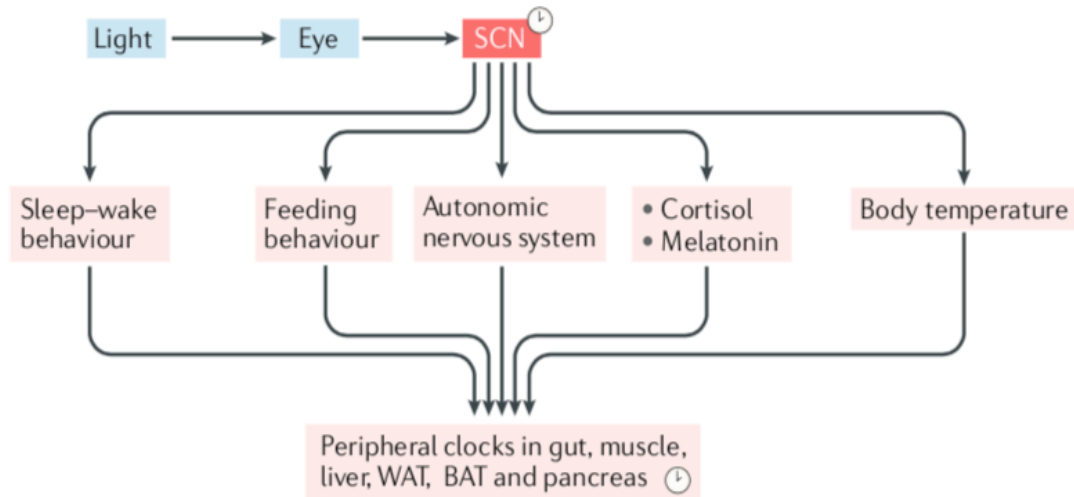 Light
Eye
SCN
Sleep–wake
behaviour
Feeding
behaviour
Autonomic
nervous system
• Cortisol
• Melatonin
Body temperature
Peripheral clocks in gut, muscle,
liver, WAT, BAT and pancreas